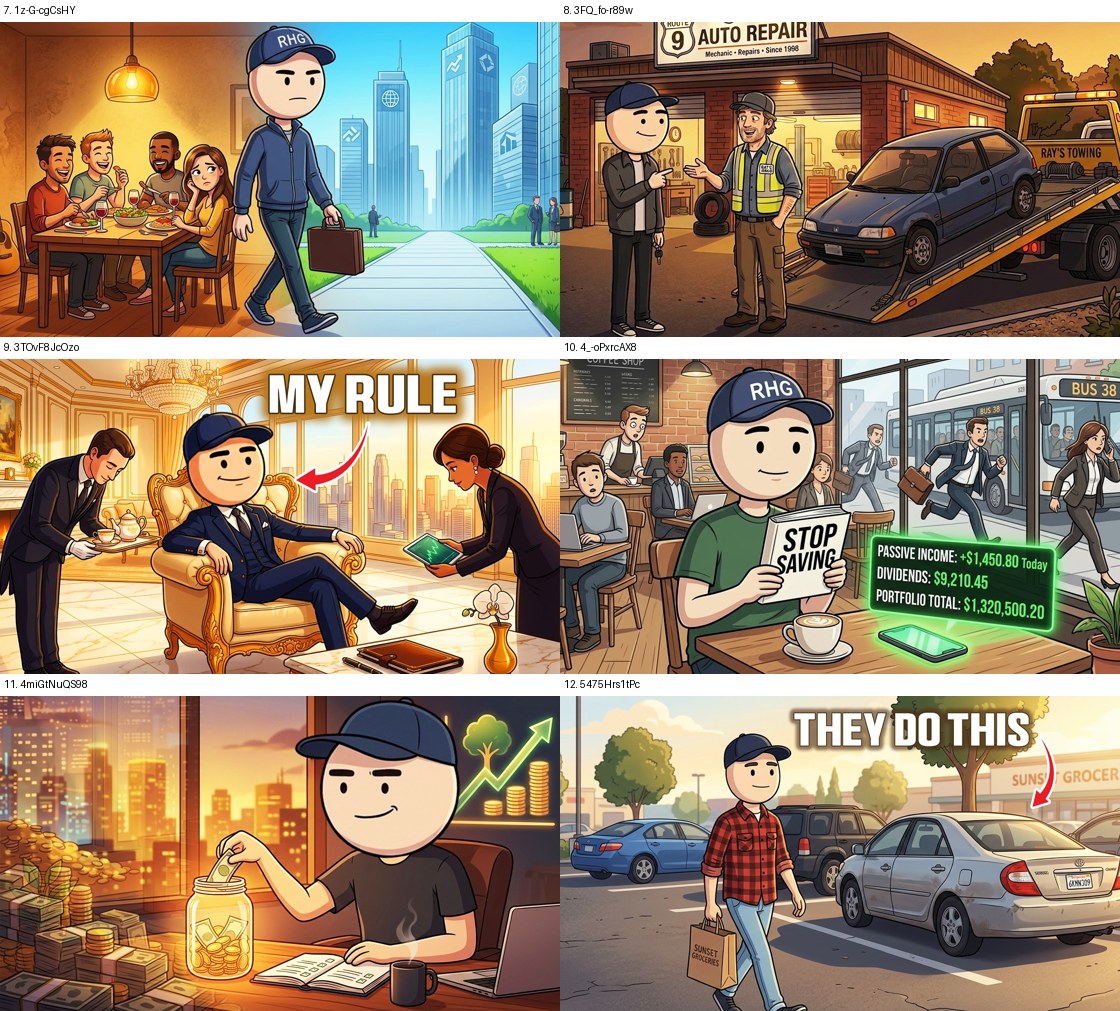 7. 1z-G-cgCsHY
8. 3FQ_fo-r89w
RHG
ROUTE
9
AUTO REPAIR
Mechanic • Repairs • Since 1998
RAY'S TOWING
9. 3TOvF8JcOzo
10. 4_-oPxrcAX8
MY RULE
COFFEE SHOP
RHG
BUS 38
BUS 38
STOP
SAVING
PASSIVE INCOME: +$1,450.80 Today
DIVIDENDS: $9,210.45
PORTFOLIO TOTAL: $1,320,500.20
11. 4miGtNuQS98
12. 5475Hrs1tPc
THEY DO THIS
SUNSET GROCER
SUNSET
GROCERIES